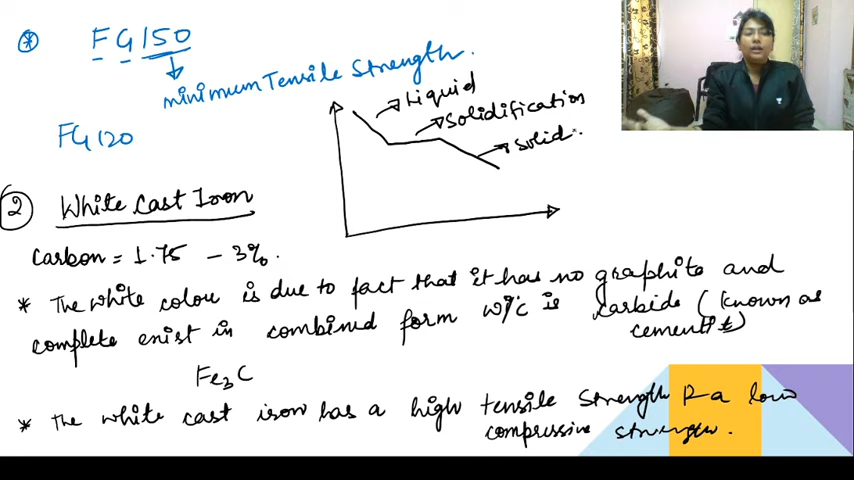 * FG150
minimum Tensile Strength.
FG120
Liquid
Solidification
Solid.
2 White Cast Iron
Carbon = 1.75 - 3%.
* The white colour is due to fact that it has no graphite and
complete exist in combined form w/c is carbide (known as
cementite)
Fe3C
* The white cast iron has a high tensile strength & a low
compressive strength.